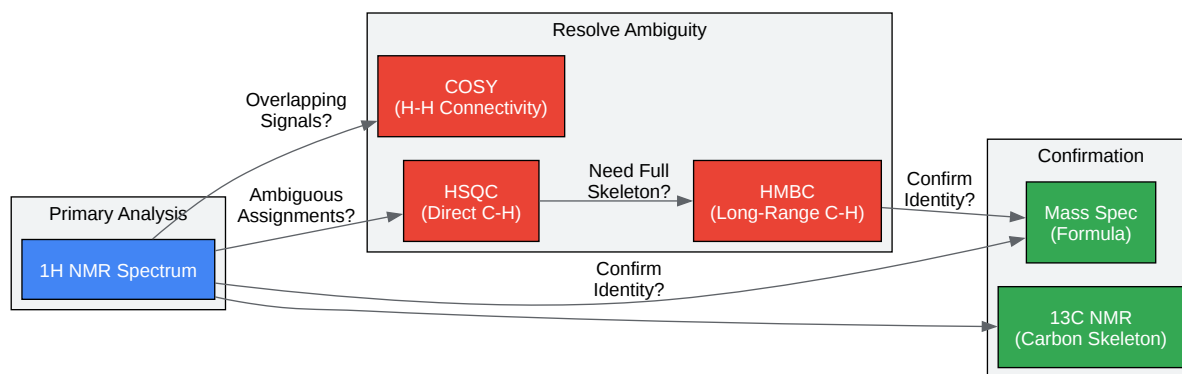 Resolve Ambiguity
COSY
(H-H Connectivity)
Overlapping
Signals?
HSQC
(Direct C-H)
Need Full
Skeleton?
HMBC
(Long-Range C-H)
Ambiguous
Assignments?
Primary Analysis
1H NMR Spectrum
Confirm
Identity?
Confirm
Identity?
Confirmation
Mass Spec
(Formula)
13C NMR
(Carbon Skeleton)